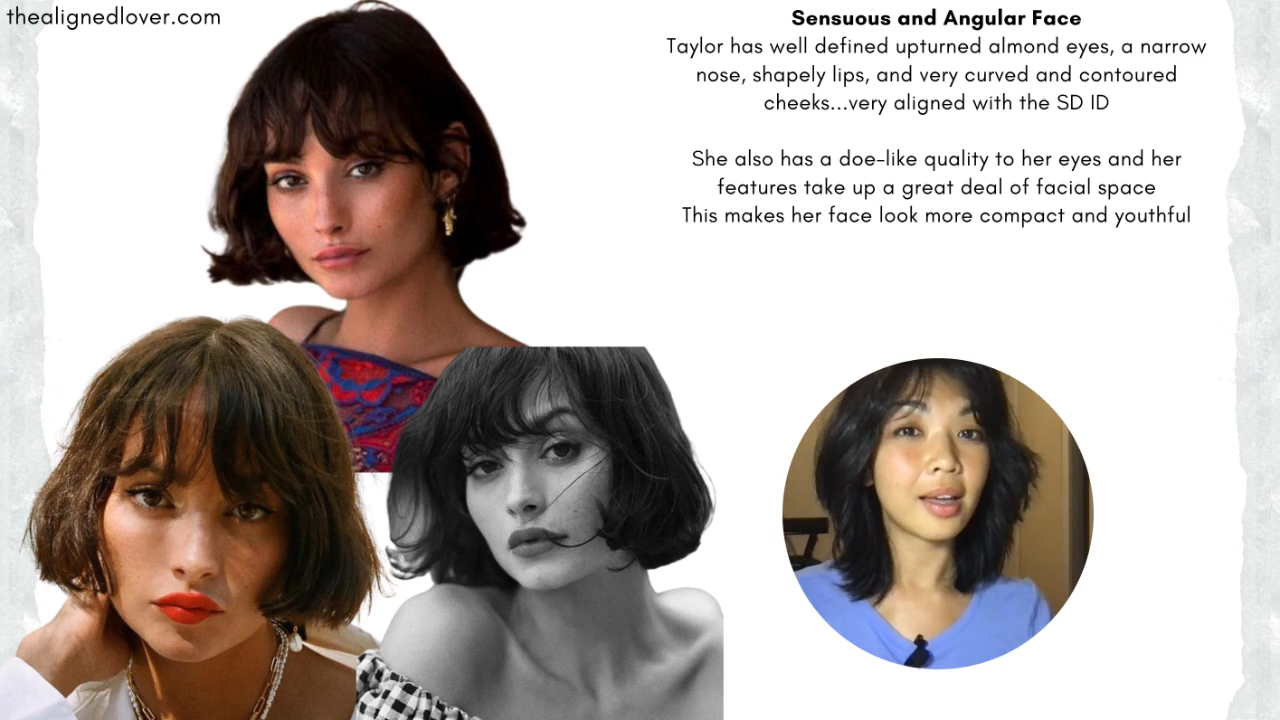 thealignedlover.com
Sensuous and Angular Face
Taylor has well defined upturned almond eyes, a narrow
nose, shapely lips, and very curved and contoured
cheeks...very aligned with the SD ID
She also has a doe-like quality to her eyes and her
features take up a great deal of facial space
This makes her face look more compact and youthful